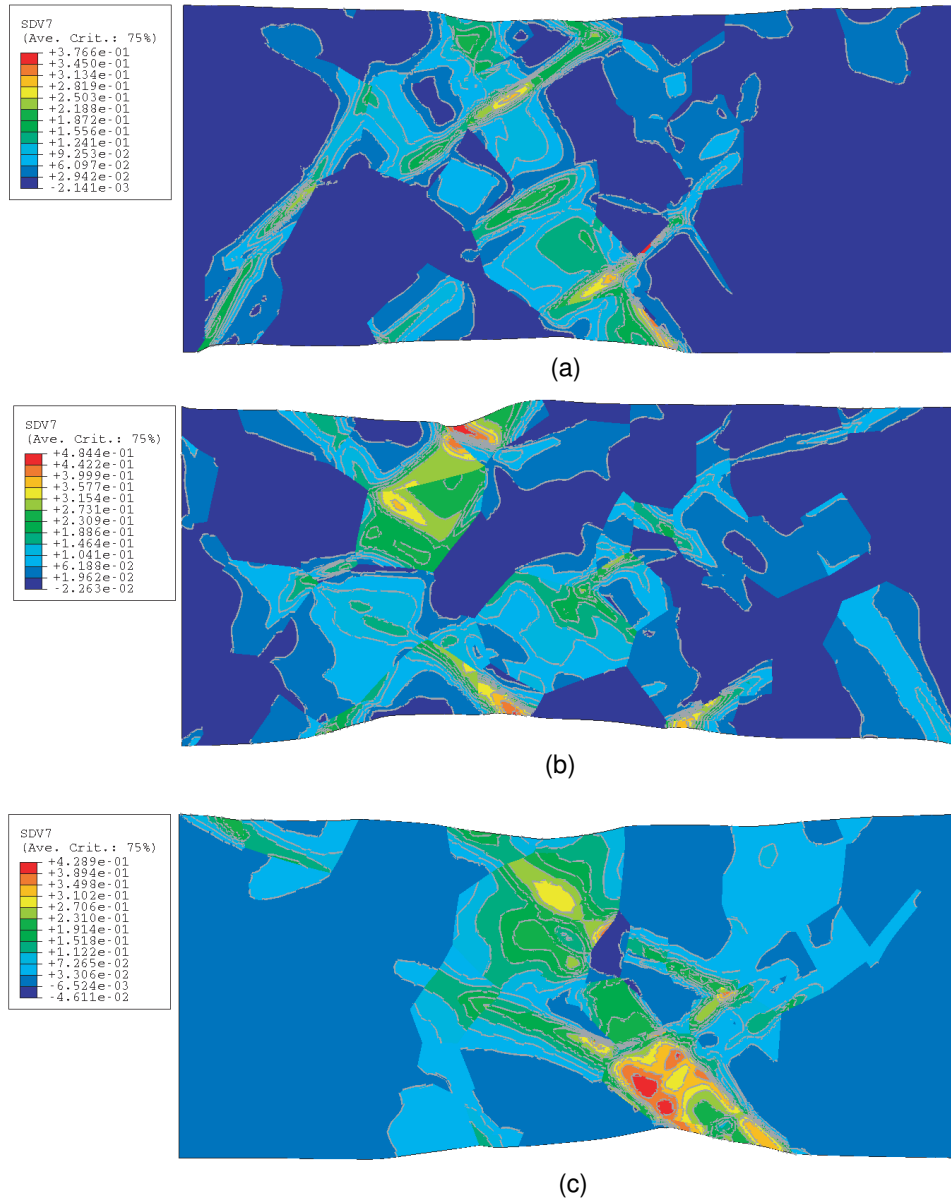 SDV7
(Ave. Crit.: 75%)
+3.766e-01
+3.450e-01
+3.134e-01
+2.819e-01
+2.503e-01
+2.188e-01
+1.872e-01
+1.556e-01
+1.241e-01
+9.253e-02
+6.097e-02
+2.942e-02
-2.141e-03
(a)
SDV7
(Ave. Crit.: 75%)
+4.844e-01
+4.422e-01
+3.999e-01
+3.577e-01
+3.154e-01
+2.731e-01
+2.309e-01
+1.886e-01
+1.464e-01
+1.041e-01
+6.188e-02
+1.962e-02
-2.263e-02
(b)
SDV7
(Ave. Crit.: 75%)
+4.289e-01
+3.894e-01
+3.498e-01
+3.102e-01
+2.706e-01
+2.310e-01
+1.914e-01
+1.518e-01
+1.122e-01
+7.265e-02
+3.306e-02
-6.524e-03
-4.611e-02
(c)